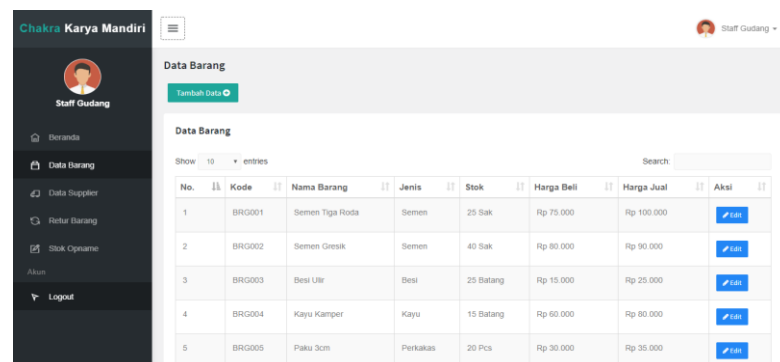 Chakra Karya Mandiri
Staff Gudang
Staff Gudang
Beranda
Data Barang
Data Supplier
Retur Barang
Stok Opname
Akun
Logout
Data Barang
Tambah Data
Data Barang
Show 10 entries Search:
No. Kode Nama Barang Jenis Stok Harga Beli Harga Jual Aksi
1 BRG001 Semen Tiga Roda Semen 25 Sak Rp 75.000 Rp 100.000 Edit
2 BRG002 Semen Gresik Semen 40 Sak Rp 80.000 Rp 90.000 Edit
3 BRG003 Besi Ulir Besi 25 Batang Rp 15.000 Rp 25.000 Edit
4 BRG004 Kayu Kamper Kayu 15 Batang Rp 60.000 Rp 80.000 Edit
5 BRG005 Paku 3cm Perkakas 20 Pcs Rp 30.000 Rp 35.000 Edit